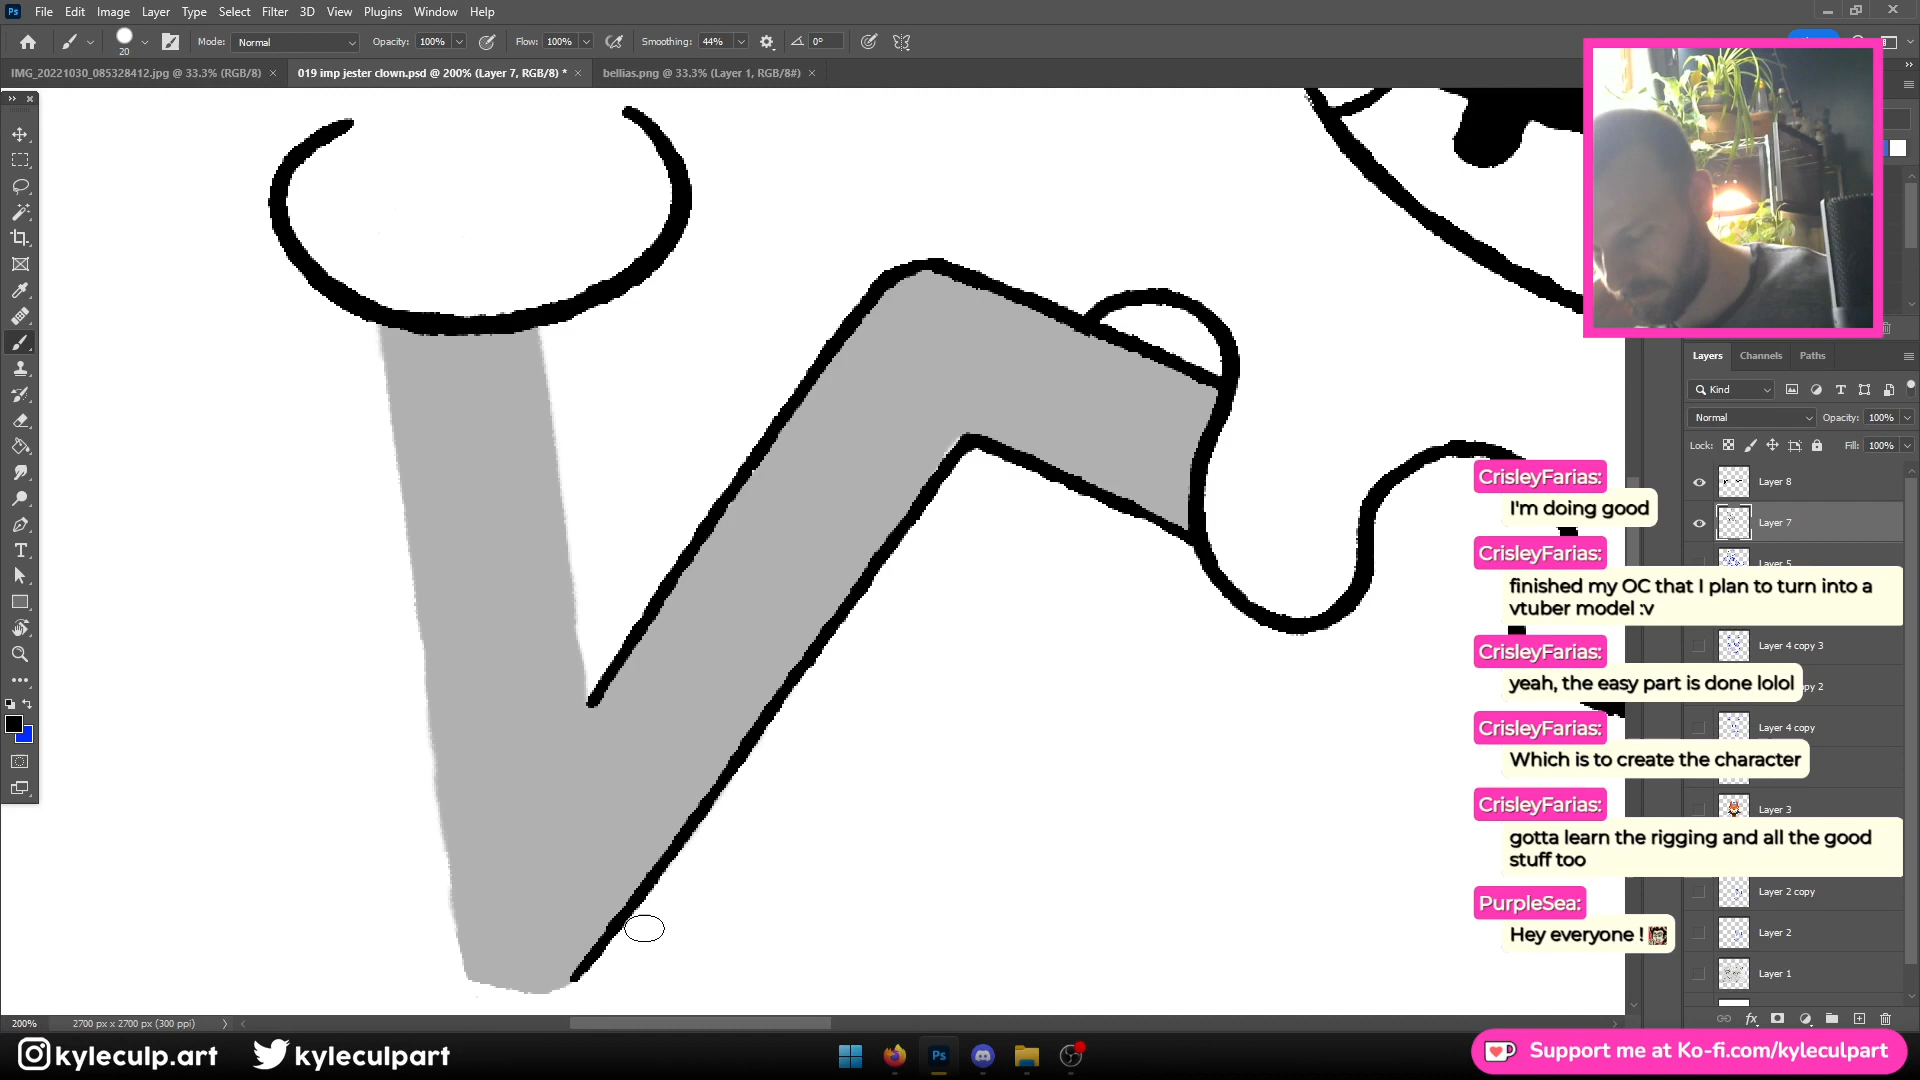 File Edit Image Layer Type Select Filter 3D View Plugins Window Help
20 Mode: Normal Opacity: 100% Flow: 100% Smoothing: 44% 0°
IMG_20221030_085328412.jpg @ 33.3% (RGB/8) × 019 imp jester clown.psd @ 200% (Layer 7, RGB/8) * × bellias.png @ 33.3% (Layer 1, RGB/8#) ×
Layers Channels Paths
Kind
Normal Opacity: 100%
Lock: Fill: 100%
Layer 8
Layer 7
Layer 5
Layer 4 copy 3
py 2
Layer 4 copy
Layer 3
Layer 2 copy
Layer 2
Layer 1
CrisleyFarias:
I'm doing good
CrisleyFarias:
finished my OC that I plan to turn into a
vtuber model :v
CrisleyFarias:
yeah, the easy part is done lolol
CrisleyFarias:
Which is to create the character
CrisleyFarias:
gotta learn the rigging and all the good
stuff too
PurpleSea:
Hey everyone !
200% 2700 px x 2700 px (300 ppi)
kyleculp.art kyleculpart
Support me at Ko-fi.com/kyleculpart